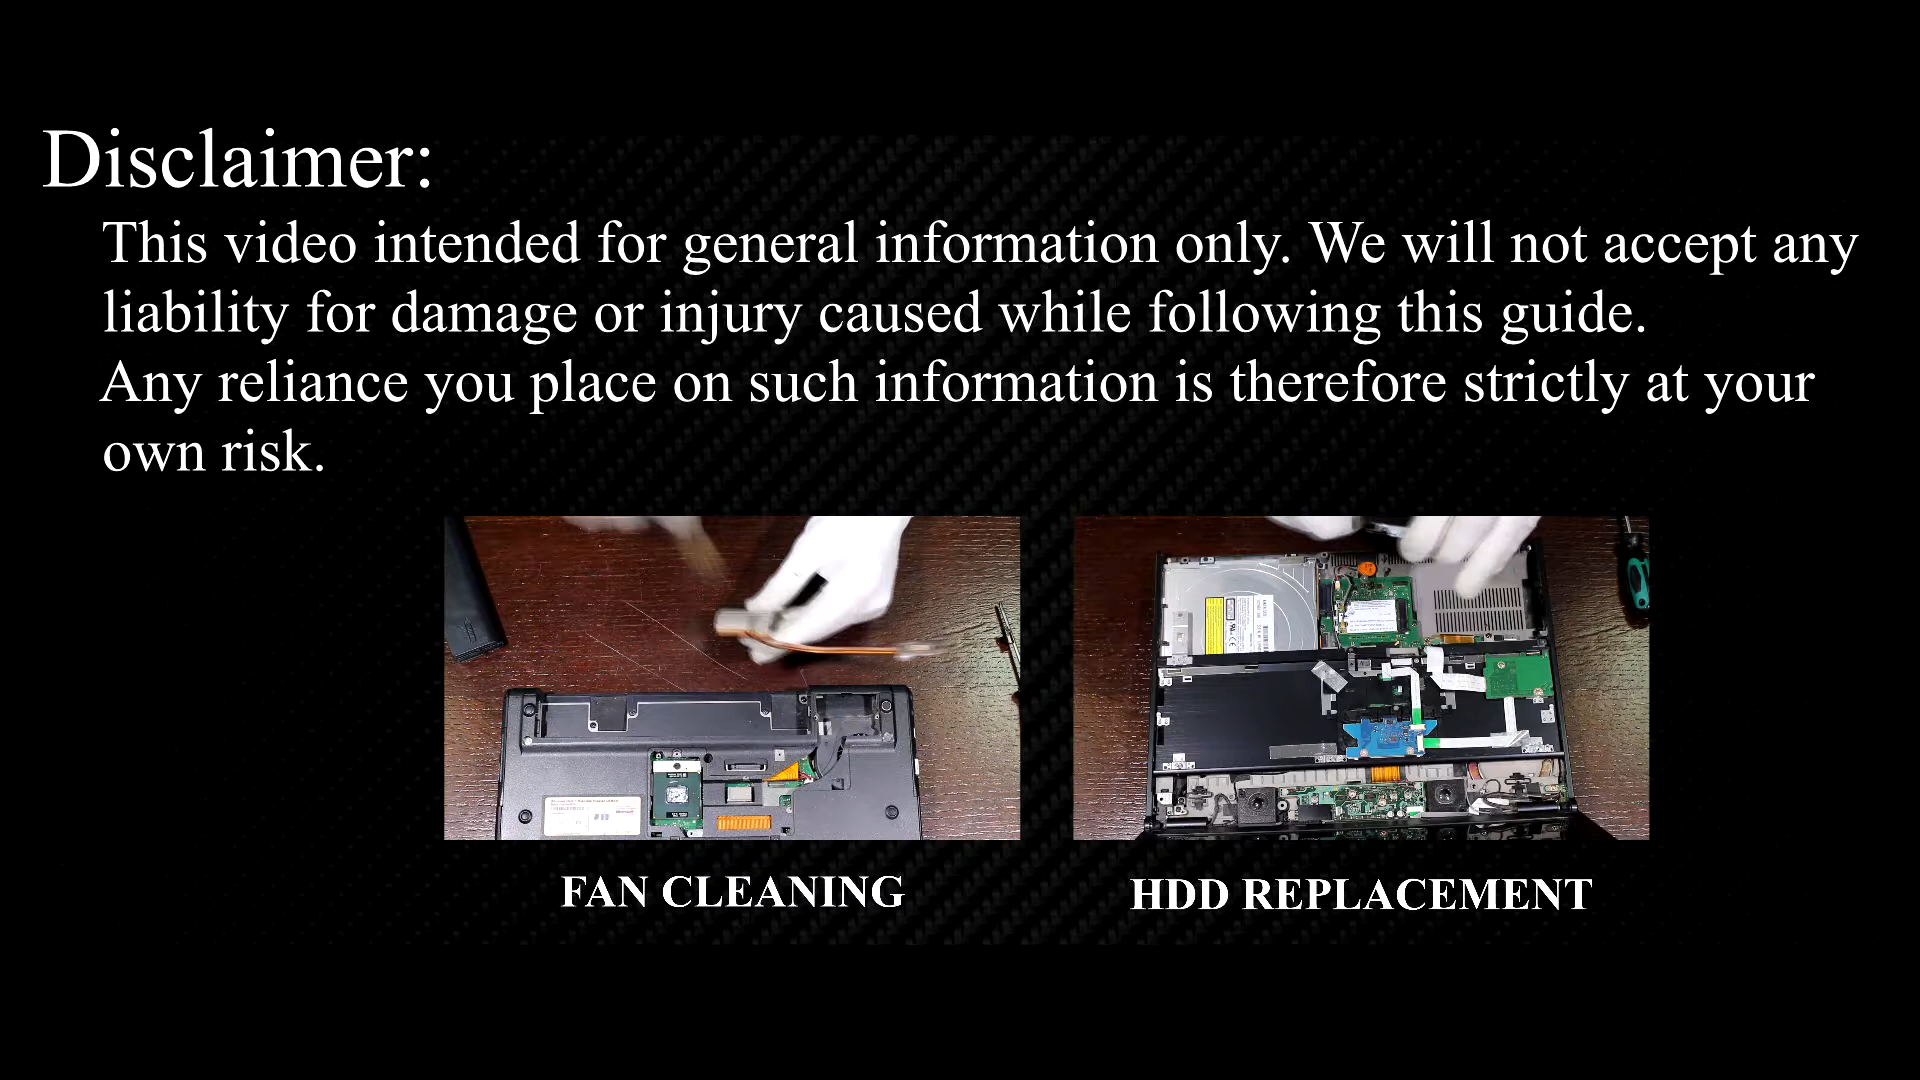 Disclaimer:
This video intended for general information only. We will not accept any
liability for damage or injury caused while following this guide.
Any reliance you place on such information is therefore strictly at your
own risk.
FAN CLEANING
HDD REPLACEMENT